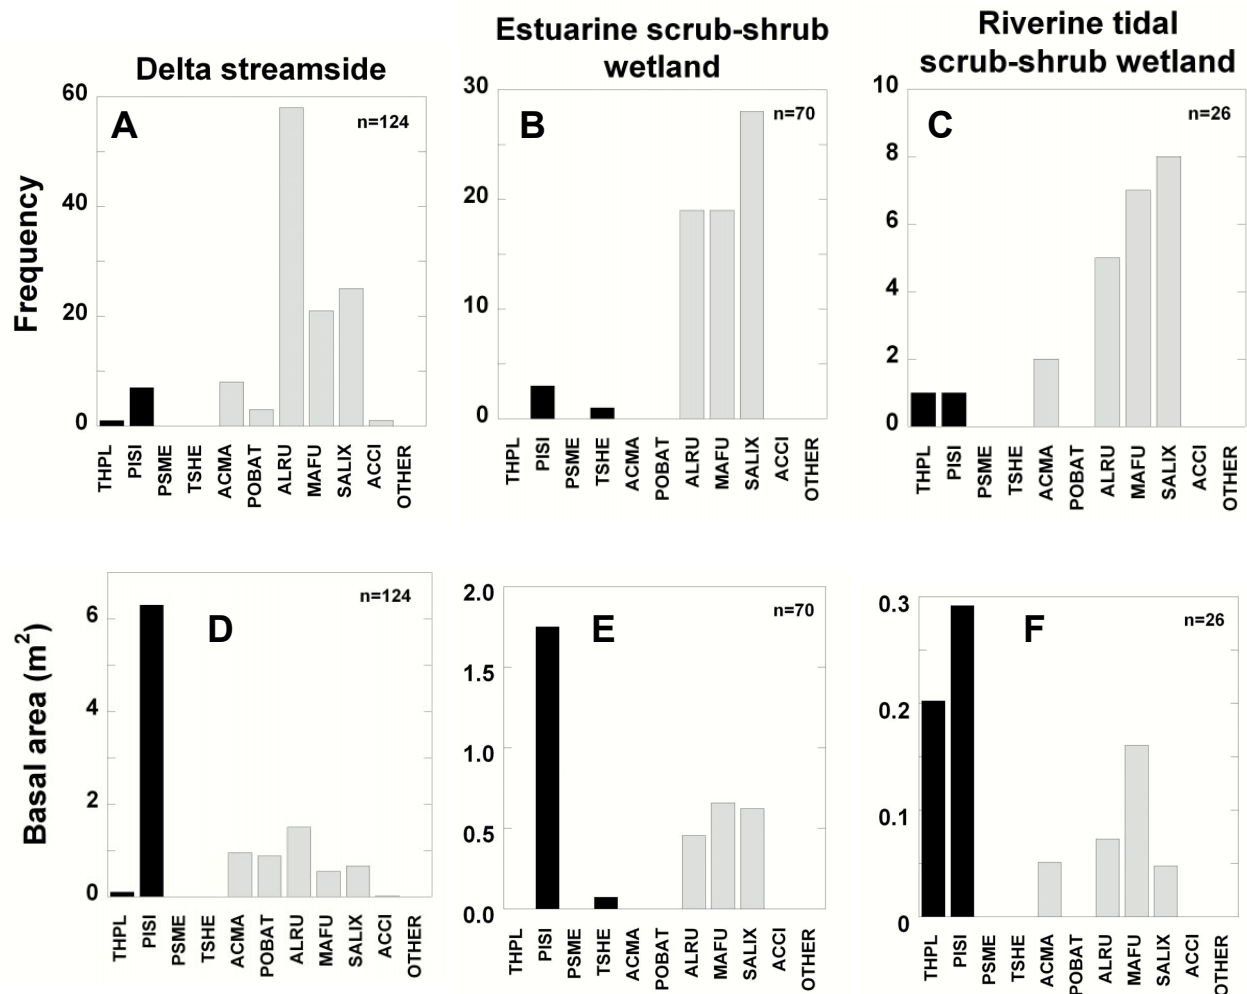 Delta streamside
Estuarine scrub-shrub
wetland
Riverine tidal
scrub-shrub wetland
Frequency
60
40
20
0
A
n=124
THPL
PISI
PSME
TSHE
ACMA
POBAT
ALRU
MAFU
SALIX
ACCI
OTHER
30
20
10
0
B
n=70
THPL
PISI
PSME
TSHE
ACMA
POBAT
ALRU
MAFU
SALIX
ACCI
OTHER
10
8
6
4
2
0
C
n=26
THPL
PISI
PSME
TSHE
ACMA
POBAT
ALRU
MAFU
SALIX
ACCI
OTHER
Basal area (m²)
6
4
2
0
D
n=124
THPL
PISI
PSME
TSHE
ACMA
POBAT
ALRU
MAFU
SALIX
ACCI
OTHER
2.0
1.5
1.0
0.5
0.0
E
n=70
THPL
PISI
PSME
TSHE
ACMA
POBAT
ALRU
MAFU
SALIX
ACCI
OTHER
0.3
0.2
0.1
0
F
n=26
THPL
PISI
PSME
TSHE
ACMA
POBAT
ALRU
MAFU
SALIX
ACCI
OTHER